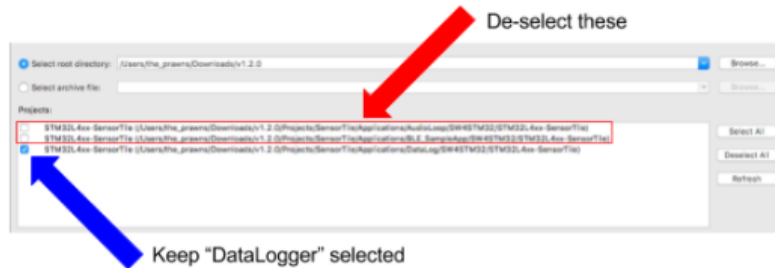 De-select these
Select root directory: /Users/the_prawns/Downloads/v1.2.0 Browse...
Select archive file: Browse...
Projects:
STM32L4xx-SensorTile (/Users/the_prawns/Downloads/v1.2.0/Projects/SensorTile/Applications/AudioLoop/SW4STM32/STM32L4xx-SensorTile)
STM32L4xx-SensorTile (/Users/the_prawns/Downloads/v1.2.0/Projects/SensorTile/Applications/BLE_SampleApp/SW4STM32/STM32L4xx-SensorTile)
STM32L4xx-SensorTile (/Users/the_prawns/Downloads/v1.2.0/Projects/SensorTile/Applications/DataLog/SW4STM32/STM32L4xx-SensorTile)
Select All
Deselect All
Refresh
Keep “DataLogger” selected